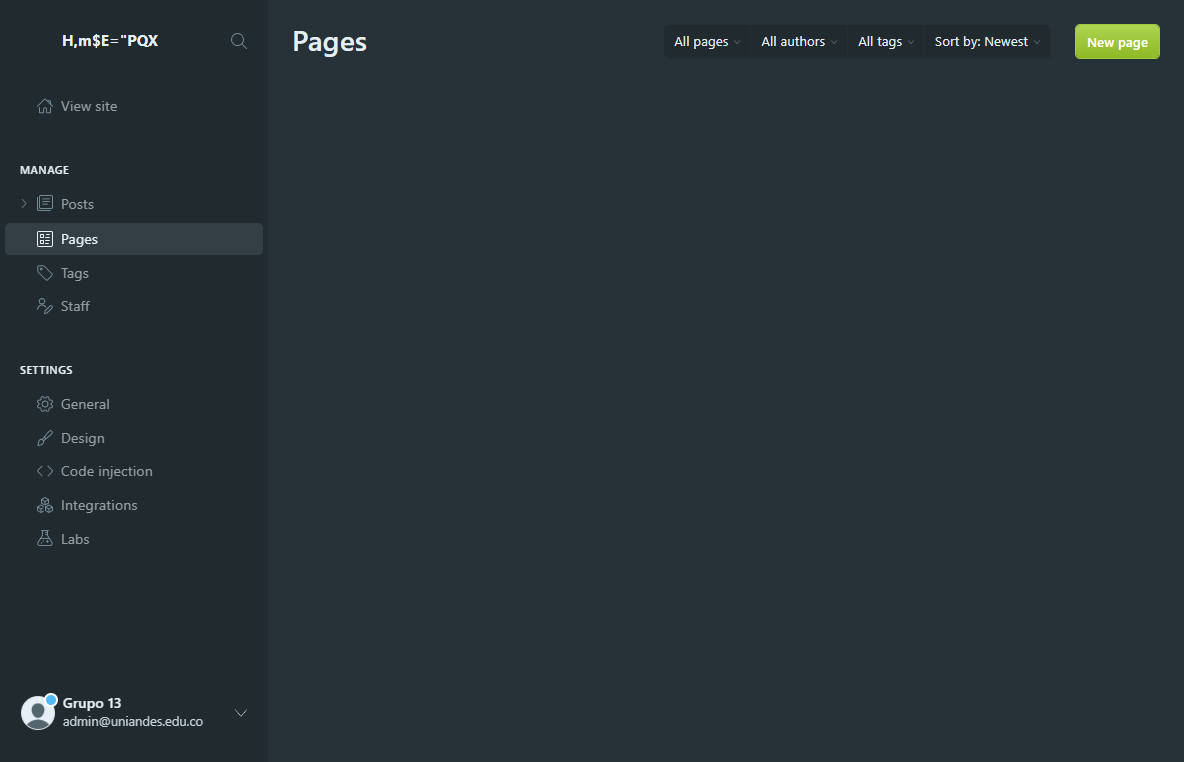 H,m$E="PQX
View site
MANAGE
Posts
Pages
Tags
Staff
SETTINGS
General
Design
Code injection
Integrations
Labs
Grupo 13
admin@uniandes.edu.co
Pages
All pages
All authors
All tags
Sort by: Newest
New page